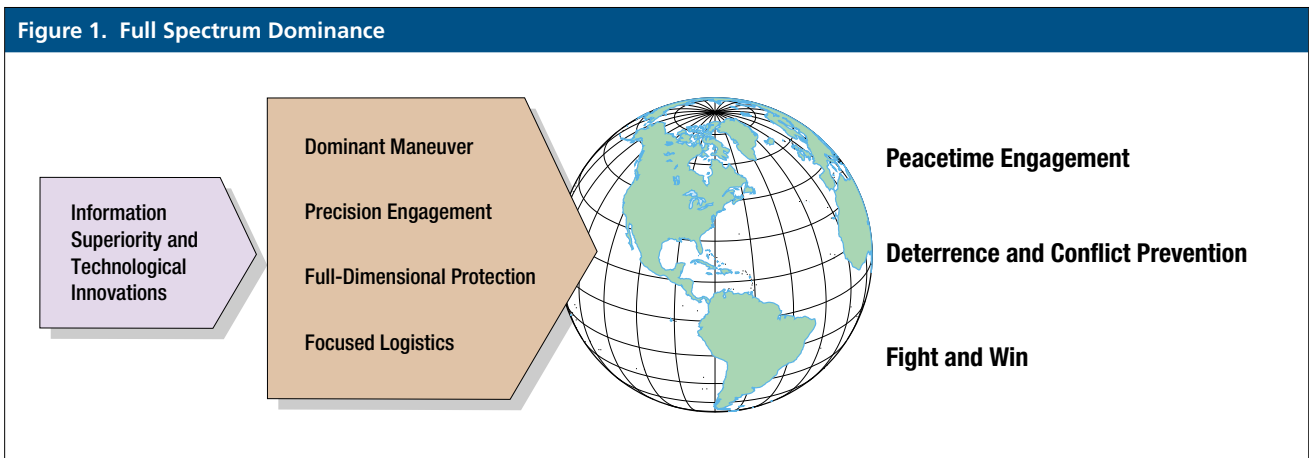 Figure 1. Full Spectrum Dominance
Information
Superiority and
Technological
Innovations
Dominant Maneuver
Precision Engagement
Full-Dimensional Protection
Focused Logistics
Peacetime Engagement
Deterrence and Conflict Prevention
Fight and Win